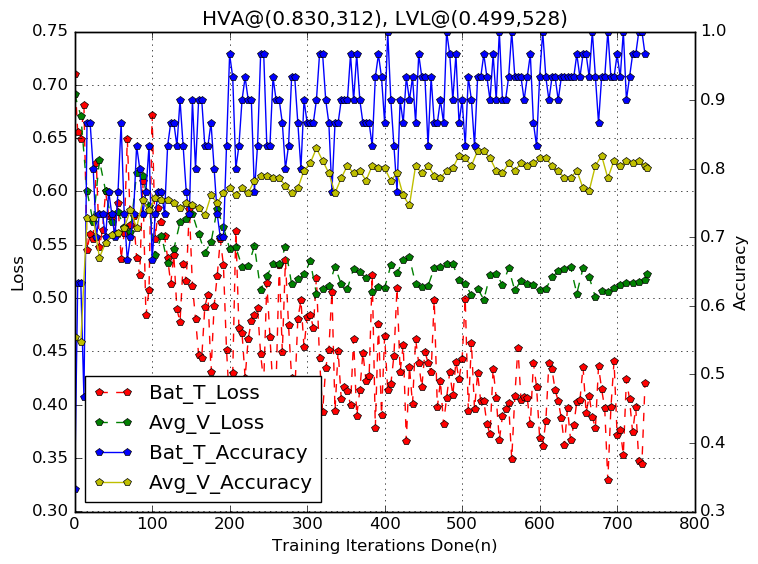 HVA@(0.830,312), LVL@(0.499,528)
0.75
0.70
0.65
0.60
0.55
0.50
0.45
0.40
0.35
0.30
Loss
1.0
0.9
0.8
0.7
0.6
0.5
0.4
0.3
Accuracy
Bat_T_Loss
Avg_V_Loss
Bat_T_Accuracy
Avg_V_Accuracy
0 100 200 300 400 500 600 700 800
Training Iterations Done(n)